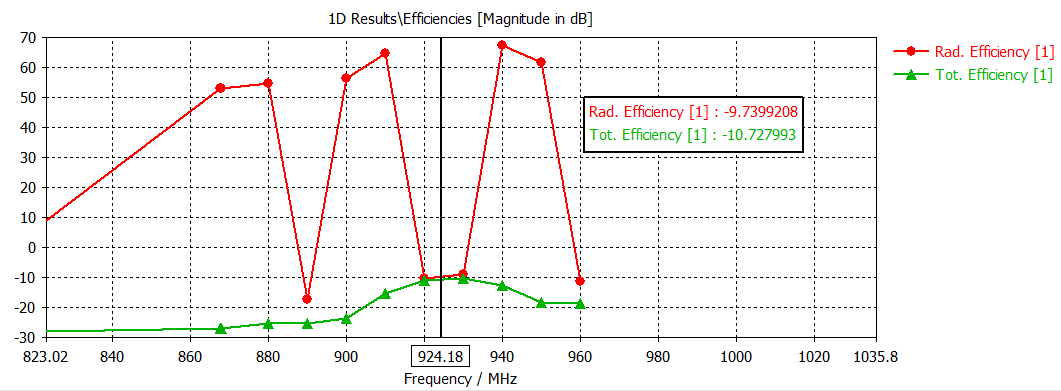 1D Results\Efficiencies [Magnitude in dB]
70
60
50
40
30
20
10
0
-10
-20
-30
823.02 840 860 880 900 924.18 940 960 980 1000 1020 1035.8
Frequency / MHz
Rad. Efficiency [1]
Tot. Efficiency [1]
Rad. Efficiency [1] : -9.7399208
Tot. Efficiency [1] : -10.727993